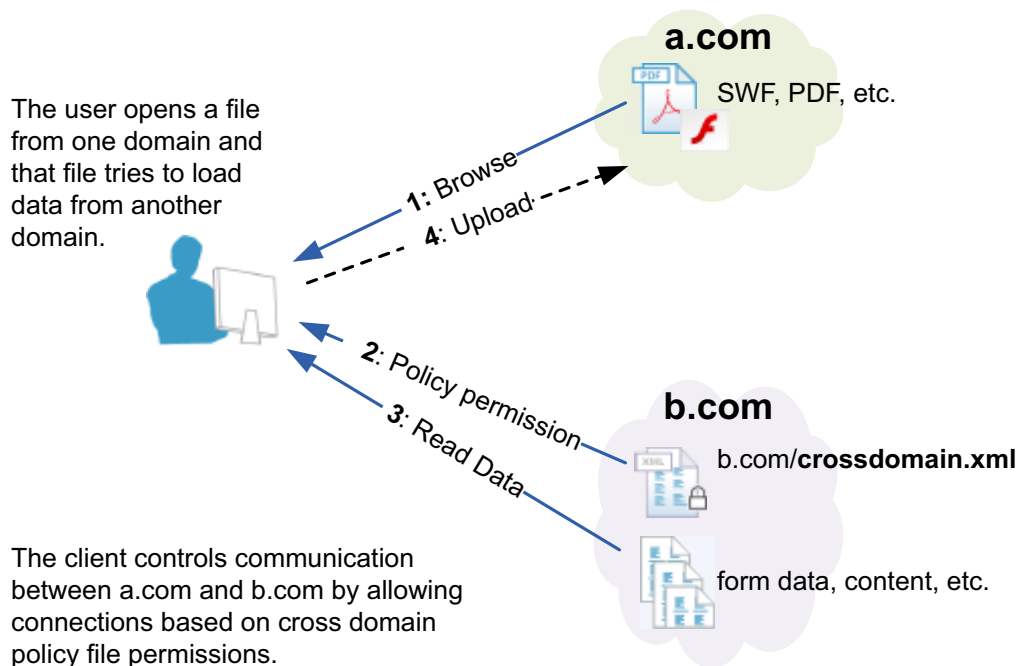 a.com
PDF
SWF, PDF, etc.
The user opens a file
from one domain and
that file tries to load
data from another
domain.
1: Browse
4: Upload
2: Policy permission
3: Read Data
b.com
XML
b.com/crossdomain.xml
form data, content, etc.
The client controls communication
between a.com and b.com by allowing
connections based on cross domain
policy file permissions.